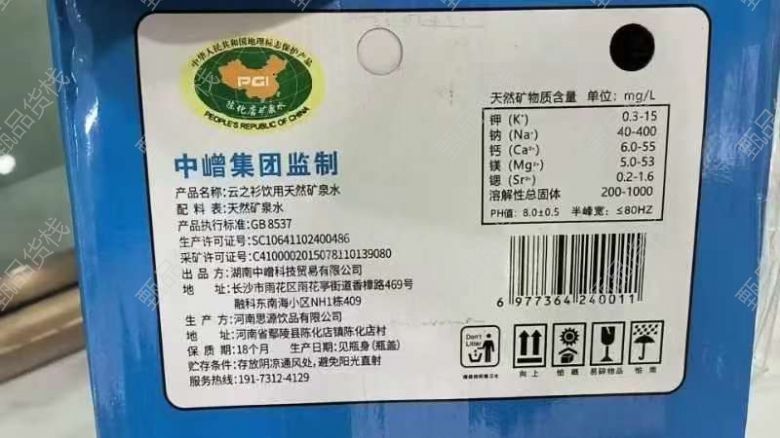 中华人民共和国地理标志保护产品
PGI
陈化店矿泉水
PEOPLE'S REPUBLIC OF CHINA
中嶒集团监制
产品名称:云之衫饮用天然矿泉水
配 料 表:天然矿泉水
产品执行标准:GB 8537
生产许可证号:SC10641102400486
采矿许可证号:C4100002015078110139080
出 品 商:湖南中嶒科技贸易有限公司
地 址:长沙市雨花区雨花亭街道香樟路469号
融科东南海小区NH1栋409
生 产 商:河南思源饮品有限公司
地 址:河南省鄢陵县陈化店镇陈化店村
保 质 期:18个月 生产日期:见瓶身(瓶盖)
贮存条件:存放阴凉通风处,避免阳光直射
服务热线:191-7312-4129
天然矿物质含量 单位:mg/L
钾 (K⁺) 0.3-15
钠 (Na⁺) 40-400
钙 (Ca²⁺) 6.0-55
镁 (Mg²⁺) 5.0-53
锶 (Sr²⁺) 0.2-1.6
溶解性总固体 200-1000
PH值: 8.0±0.5 半峰宽: ≤80HZ
6 977364 240011
Don't Litter
向 上
怕 晒
易碎物品
怕 雨
甄品货栈